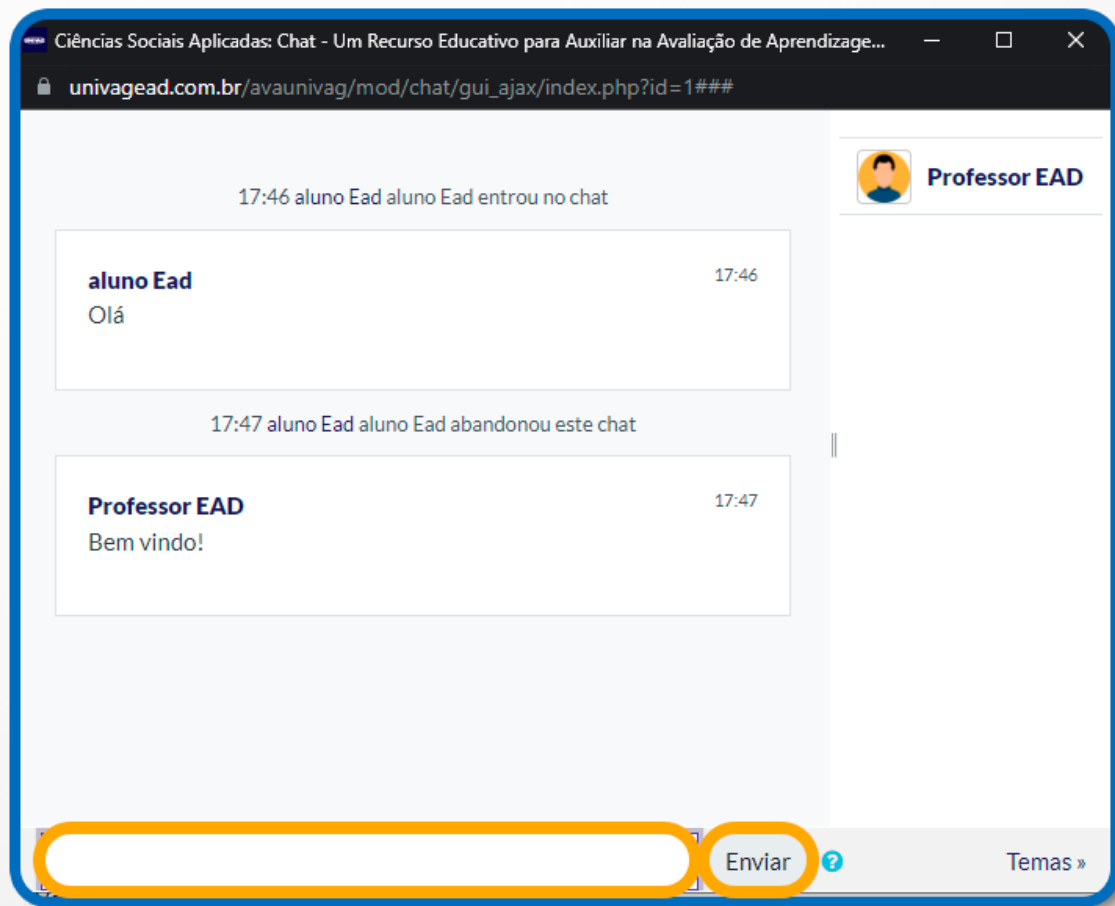 Ciências Sociais Aplicadas: Chat - Um Recurso Educativo para Auxiliar na Avaliação de Aprendizage...
univagead.com.br/avaunivag/mod/chat/gui_ajax/index.php?id=1###
Professor EAD
17:46 aluno Ead aluno Ead entrou no chat
aluno Ead 17:46
Olá
17:47 aluno Ead aluno Ead abandonou este chat
Professor EAD 17:47
Bem vindo!
Enviar ? Temas »